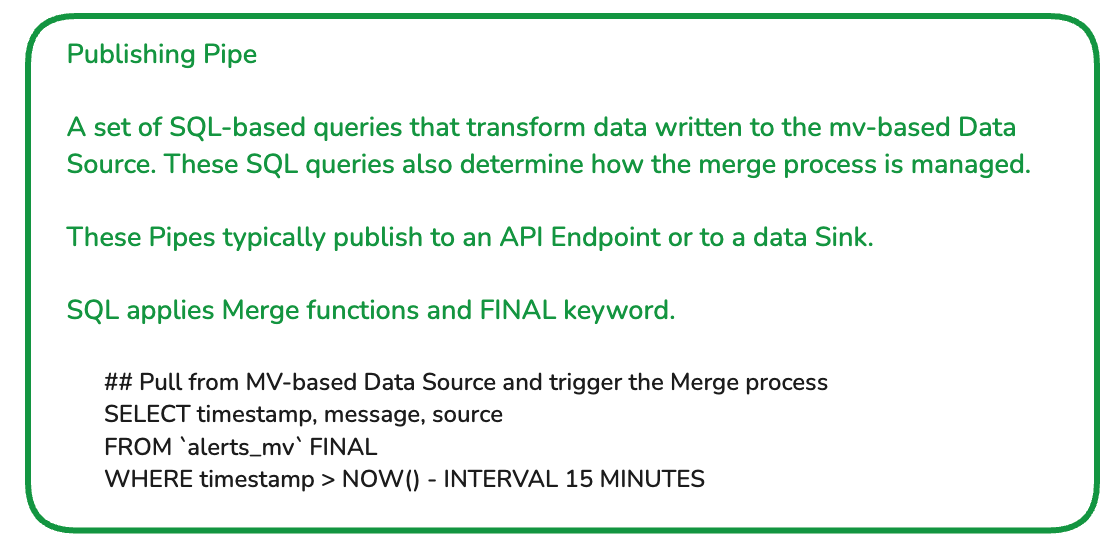 Publishing Pipe
A set of SQL-based queries that transform data written to the mv-based Data
Source. These SQL queries also determine how the merge process is managed.
These Pipes typically publish to an API Endpoint or to a data Sink.
SQL applies Merge functions and FINAL keyword.
## Pull from MV-based Data Source and trigger the Merge process
SELECT timestamp, message, source
FROM `alerts_mv` FINAL
WHERE timestamp > NOW() - INTERVAL 15 MINUTES